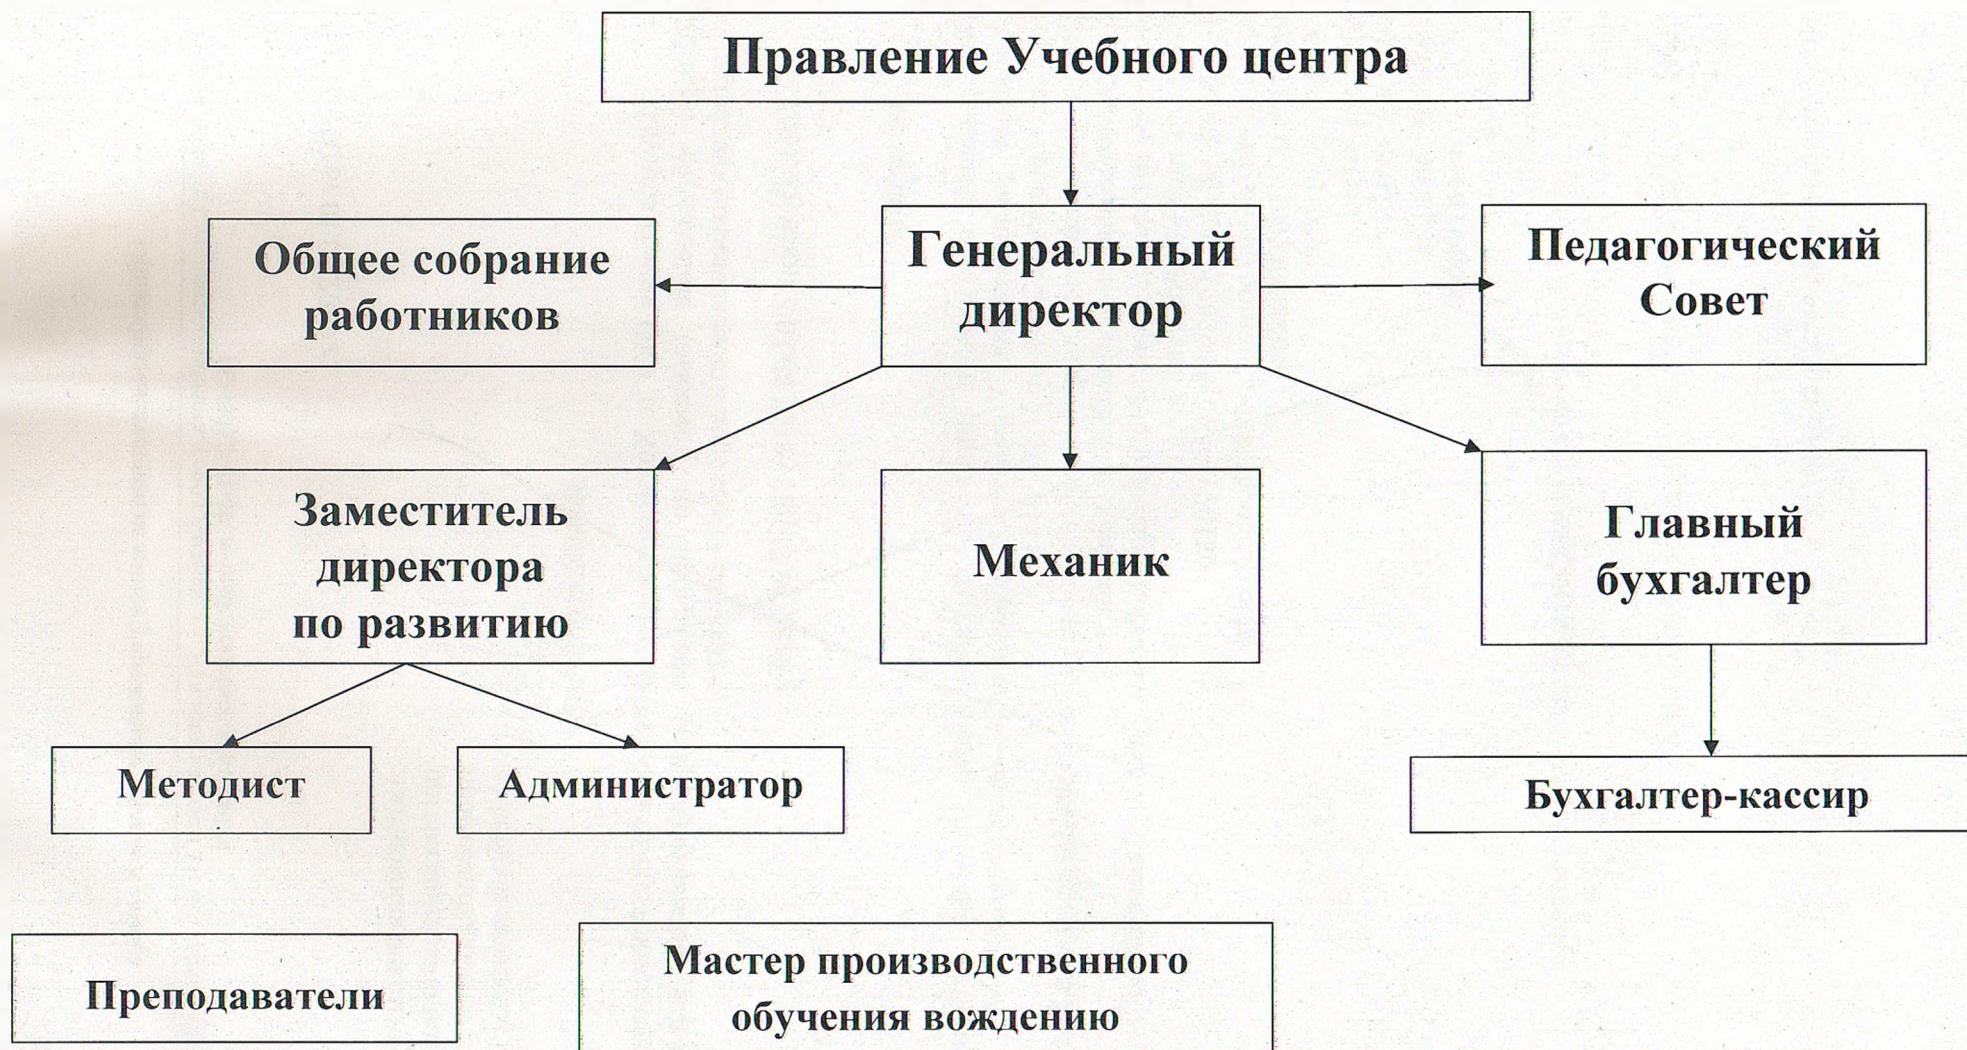 Правление Учебного центра
Общее собрание
работников
Генеральный
директор
Педагогический
Совет
Заместитель
директора
по развитию
Механик
Главный
бухгалтер
Методист
Администратор
Бухгалтер-кассир
Преподаватели
Мастер производственного
обучения вождению